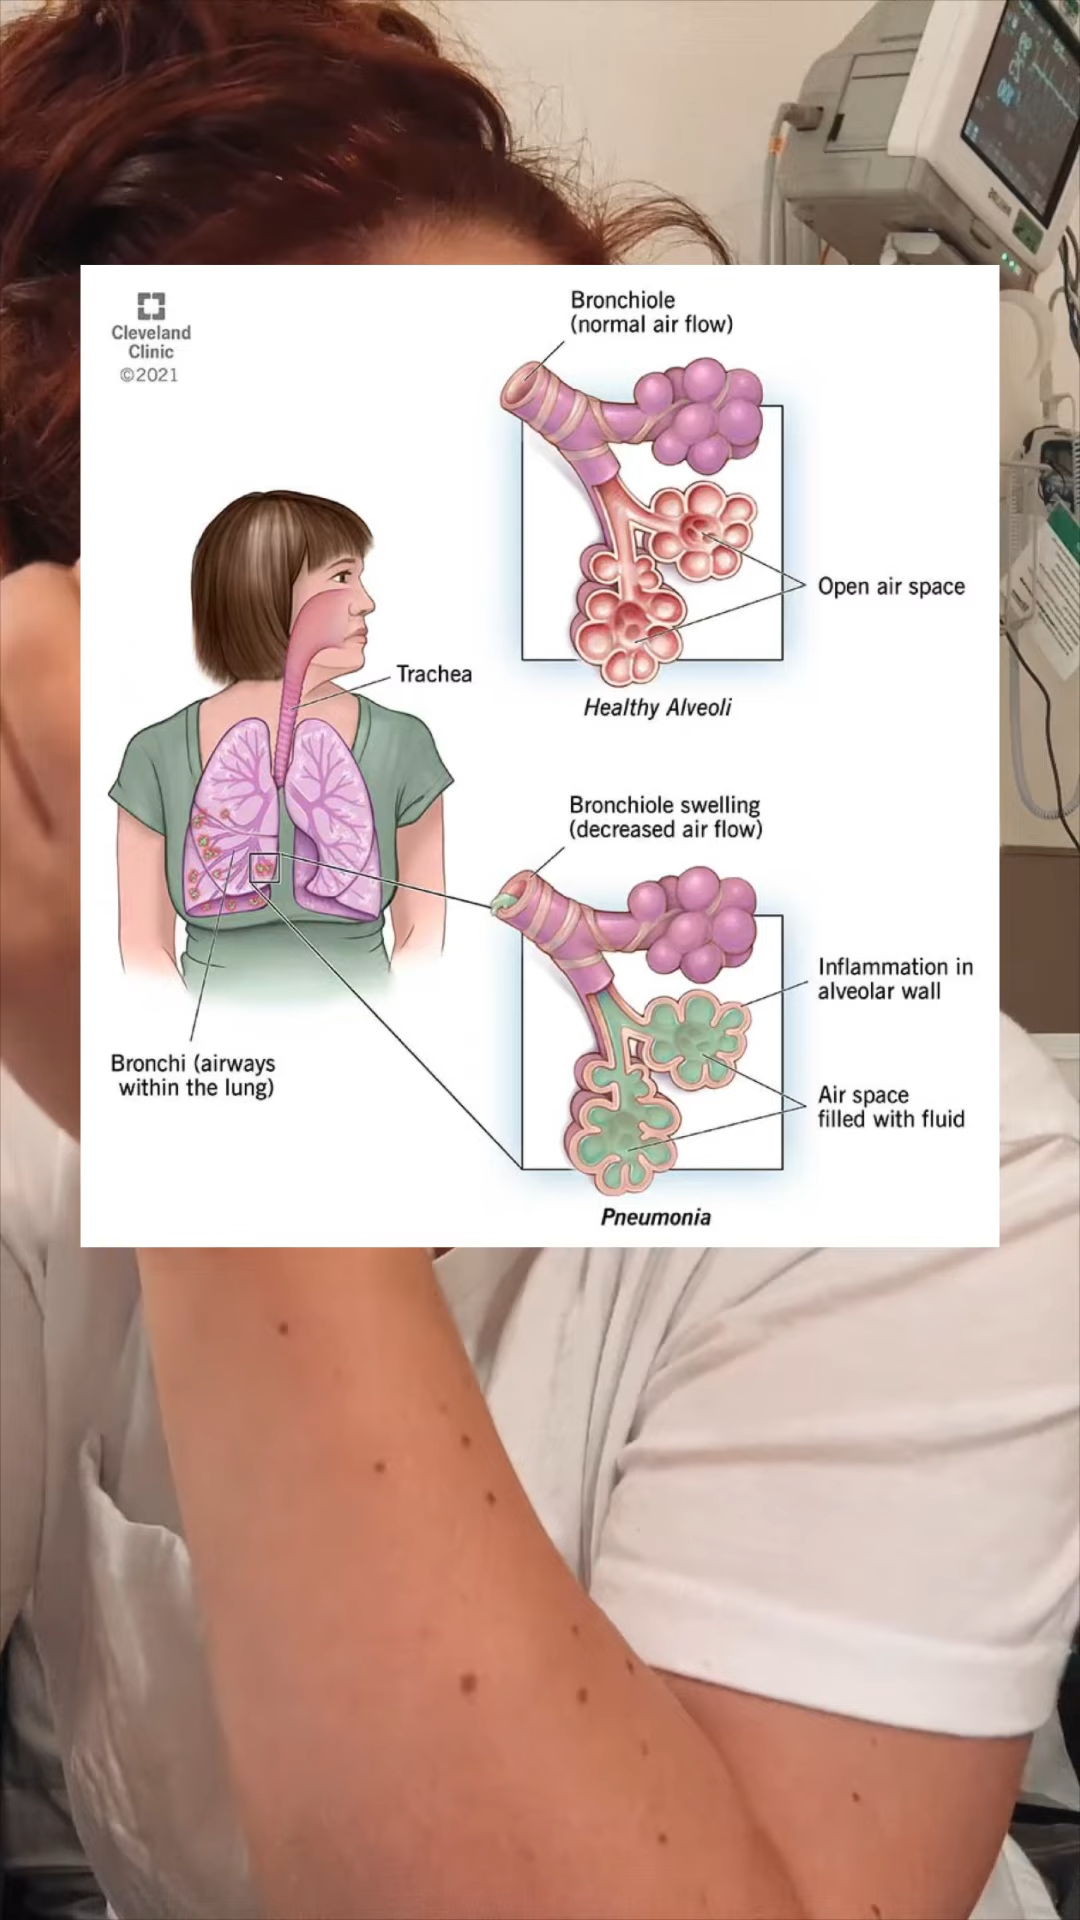 Cleveland
Clinic
©2021
Bronchiole
(normal air flow)
Open air space
Healthy Alveoli
Trachea
Bronchiole swelling
(decreased air flow)
Inflammation in
alveolar wall
Air space
filled with fluid
Bronchi (airways
within the lung)
Pneumonia